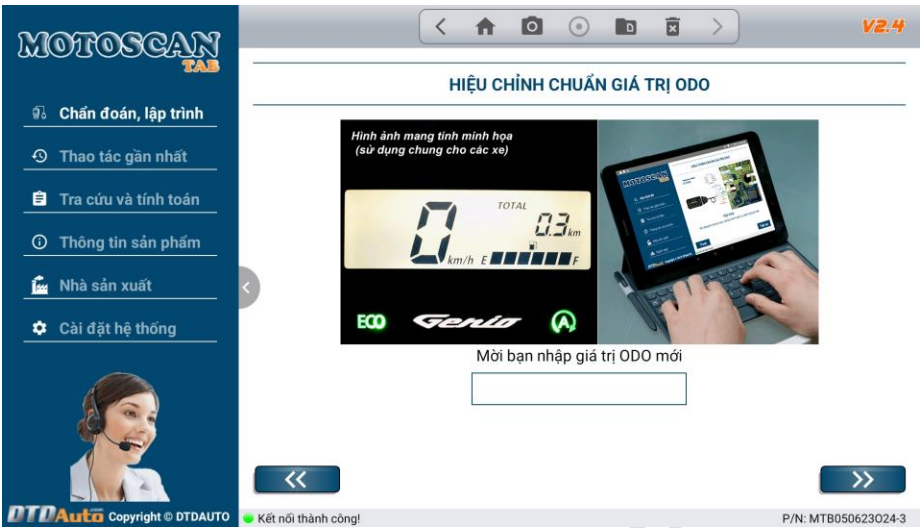 MOTOSCAN
TAB
Chẩn đoán, lập trình
Thao tác gần nhất
Tra cứu và tính toán
Thông tin sản phẩm
Nhà sản xuất
Cài đặt hệ thống
DTDAuto.com Copyright © DTDAUTO
V2.4
HIỆU CHỈNH CHUẨN GIÁ TRỊ ODO
Hình ảnh mang tính minh họa
(sử dụng chung cho các xe)
TOTAL
0 km/h
0.3 km
E F
ECO Genio A
MOTOSCAN
TAB
Mời bạn nhập giá trị ODO mới
Kết nối thành công!
P/N: MTB050623O24-3